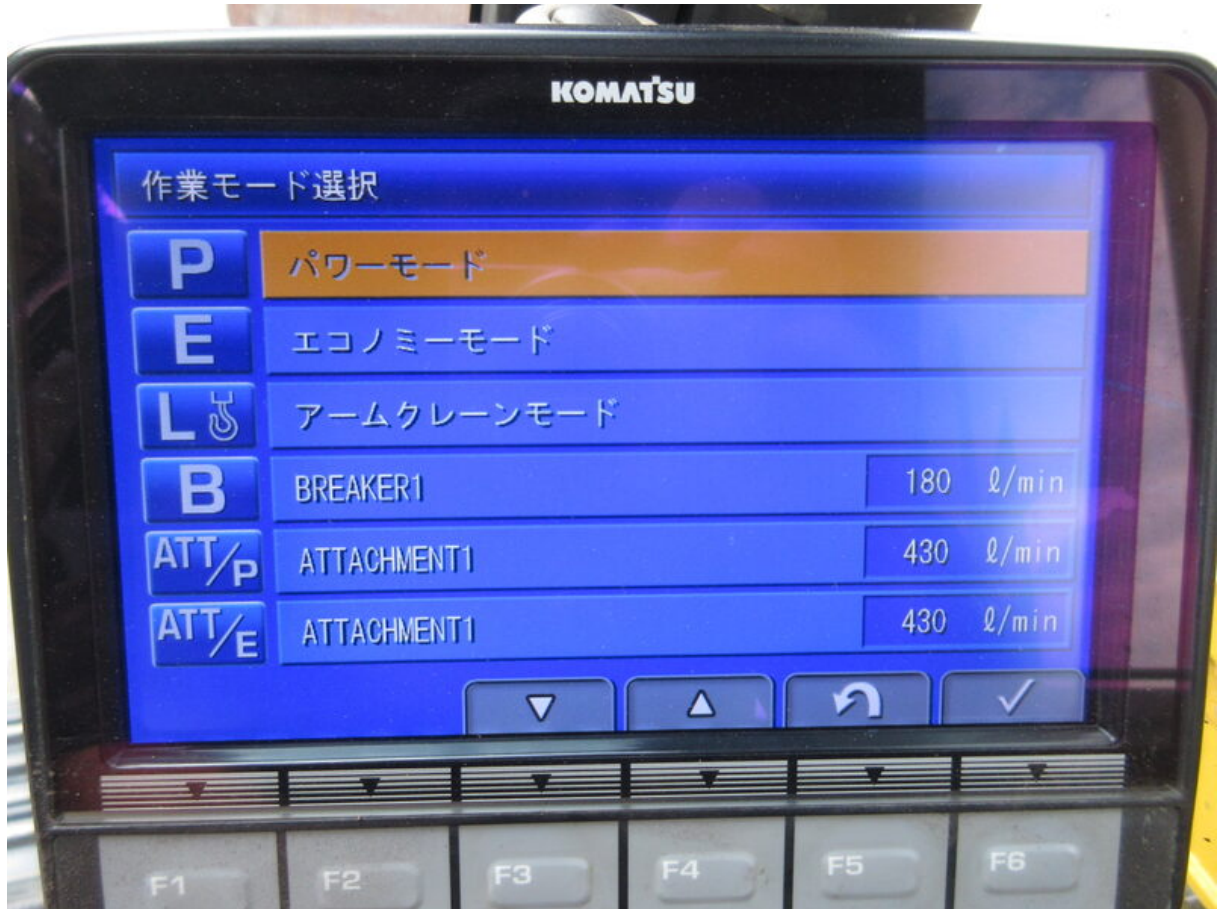 KOMATSU
作業モード選択
P パワーモード
E エコノミーモード
L アームクレーンモード
B BREAKER1 180 ℓ/min
ATT/P ATTACHMENT1 430 ℓ/min
ATT/E ATTACHMENT1 430 ℓ/min
F1 F2 F3 F4 F5 F6